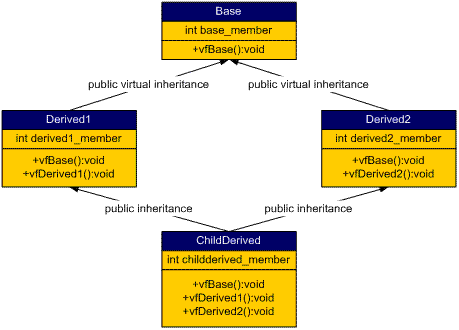 Base
int base_member
+vfBase():void
public virtual inheritance
public virtual inheritance
Derived1
int derived1_member
+vfBase():void
+vfDerived1():void
Derived2
int derived2_member
+vfBase():void
+vfDerived2():void
public inheritance
public inheritance
ChildDerived
int childderived_member
+vfBase():void
+vfDerived1():void
+vfDerived2():void